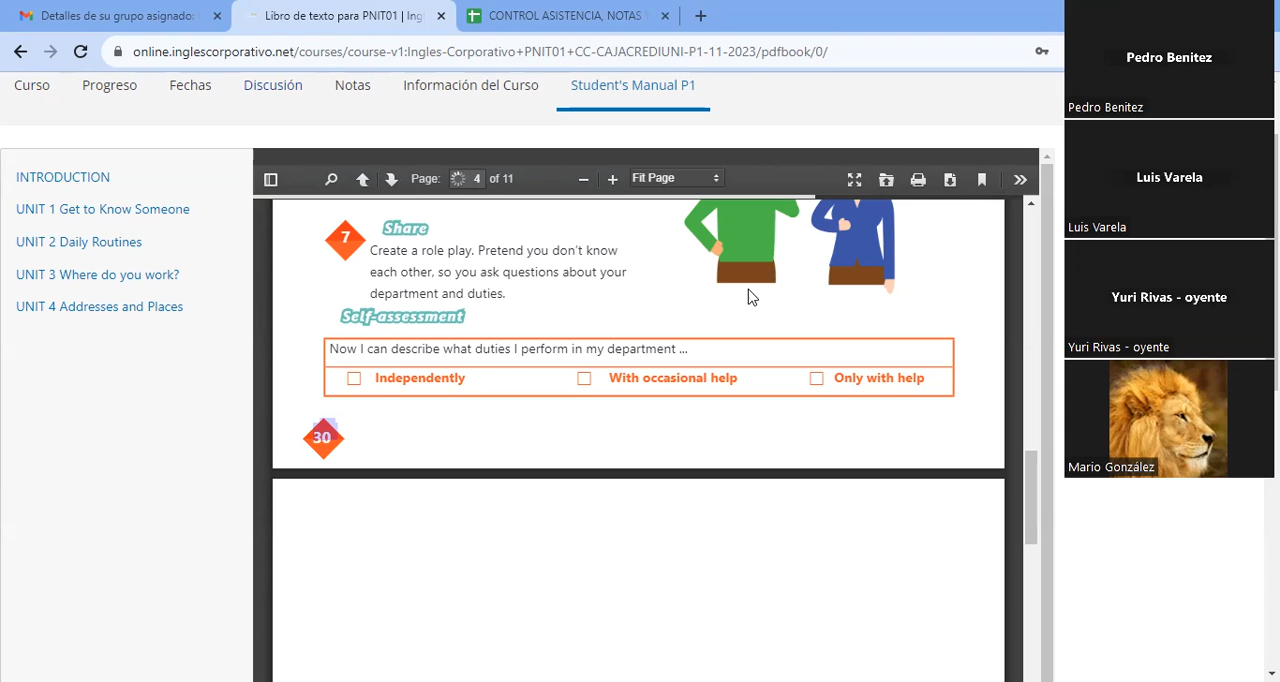 Detalles de su grupo asignado:
Libro de texto para PNIT01 | Ing
CONTROL ASISTENCIA, NOTAS Y
online.inglescorporativo.net/courses/course-v1:Ingles-Corporativo+PNIT01+CC-CAJACREDIUNI-P1-11-2023/pdfbook/0/
Curso Progreso Fechas Discusión Notas Información del Curso Student's Manual P1
INTRODUCTION
UNIT 1 Get to Know Someone
UNIT 2 Daily Routines
UNIT 3 Where do you work?
UNIT 4 Addresses and Places
Page: 4 of 11 Fit Page
7 Share
Create a role play. Pretend you don't know
each other, so you ask questions about your
department and duties.
Self-assessment
Now I can describe what duties I perform in my department ...
Independently With occasional help Only with help
30
Pedro Benitez
Pedro Benitez
Luis Varela
Luis Varela
Yuri Rivas - oyente
Yuri Rivas - oyente
Mario González